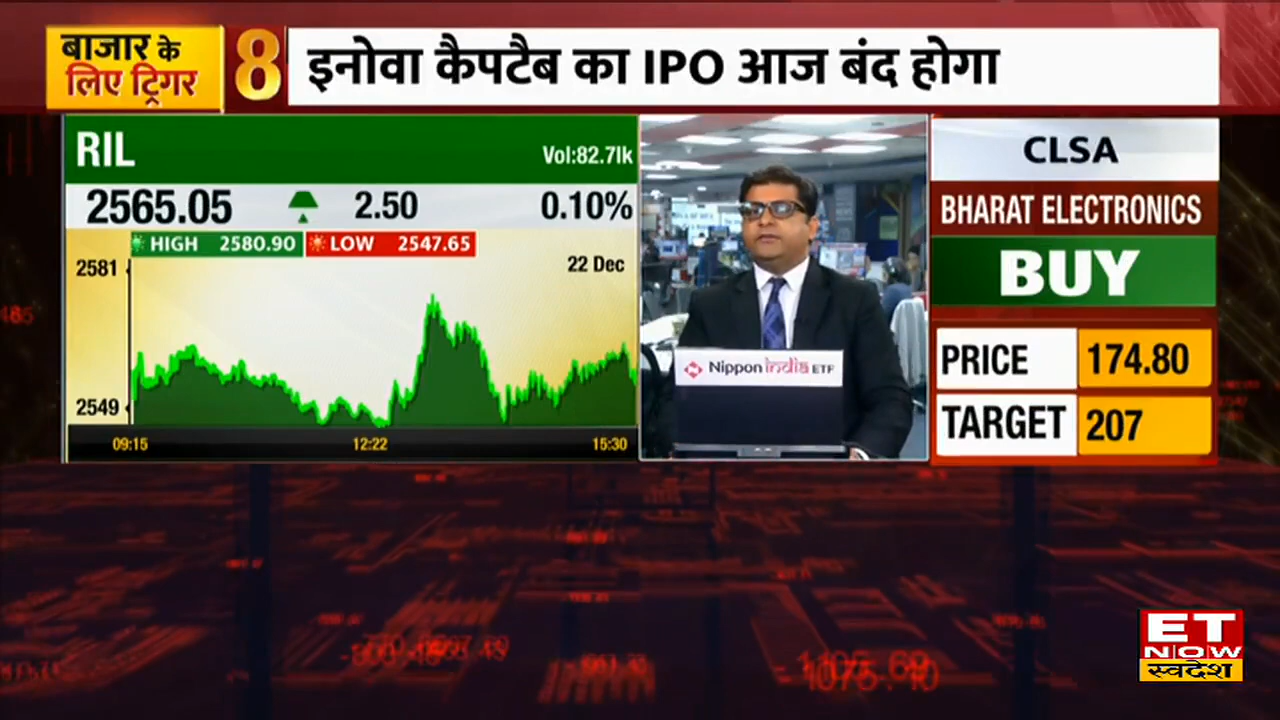 बाजार के
लिए ट्रिगर
8
इनोवा कैपटैब का IPO आज बंद होगा
RIL
Vol:82.7lk
2565.05
2.50
0.10%
HIGH 2580.90
LOW 2547.65
2581
22 Dec
2549
09:15
12:22
15:30
Nippon india ETF
CLSA
BHARAT ELECTRONICS
BUY
PRICE 174.80
TARGET 207
ET
NOW
स्वदेश